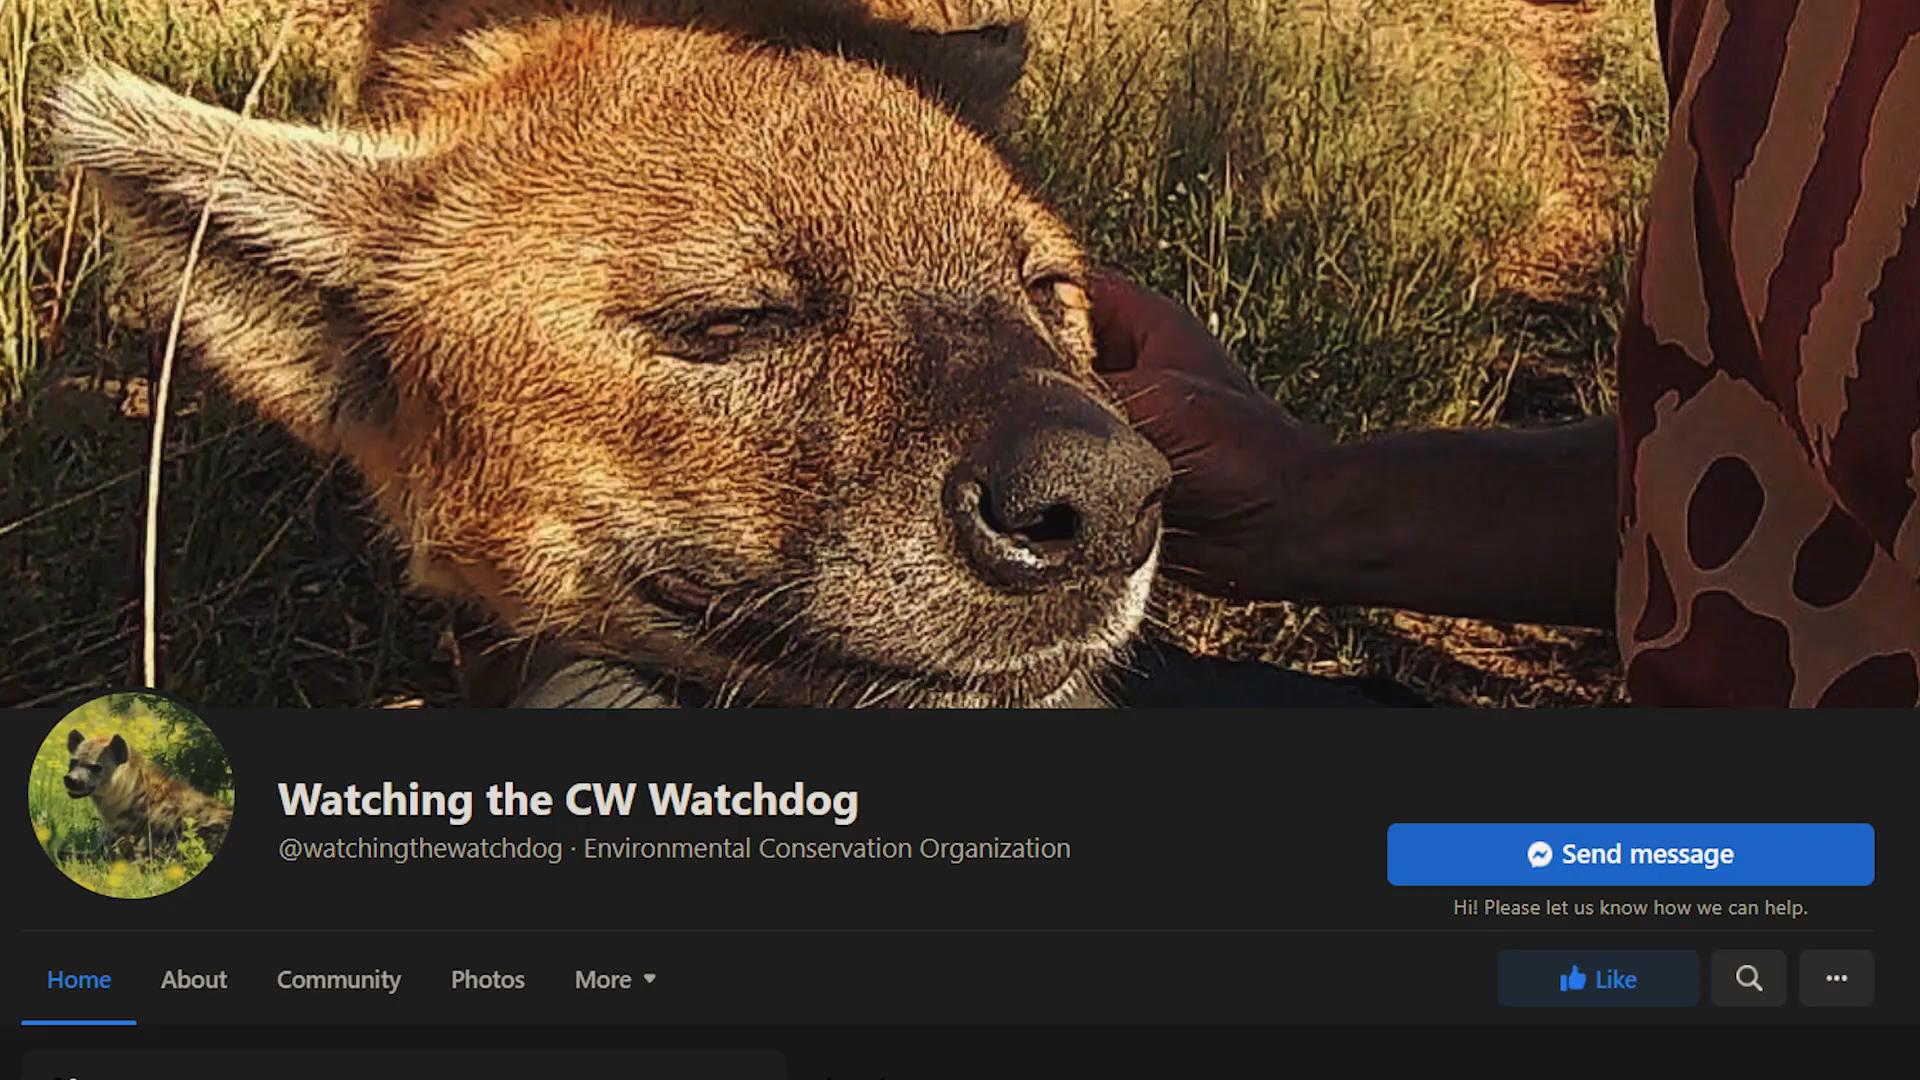 Watching the CW Watchdog
@watchingthewatchdog · Environmental Conservation Organization
Send message
Hi! Please let us know how we can help.
Home About Community Photos More
Like